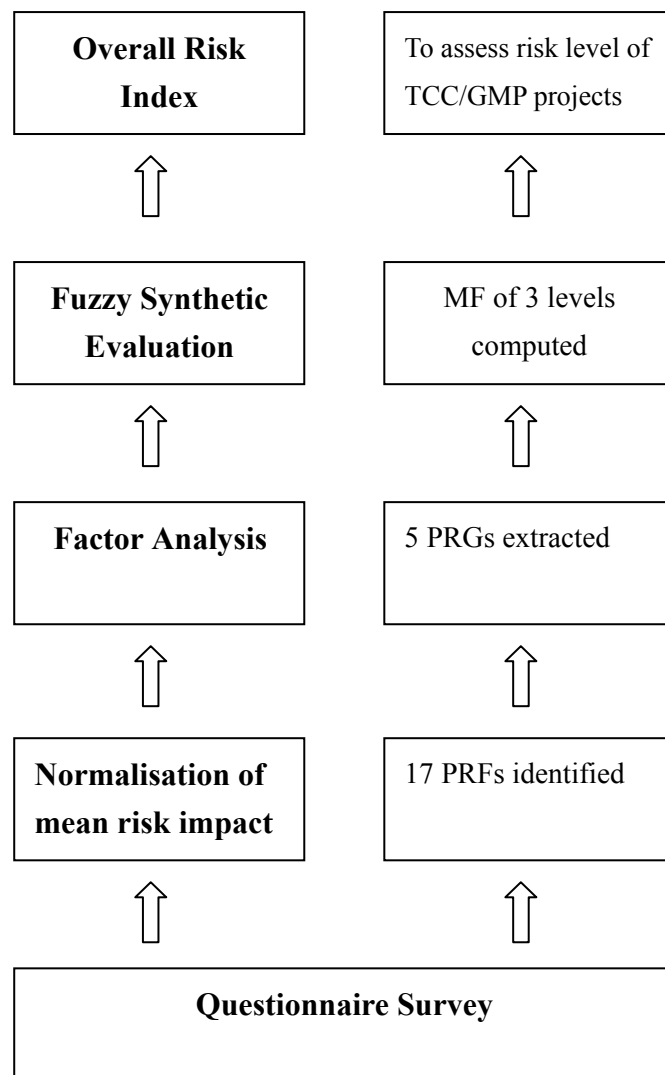 Overall Risk
Index
To assess risk level of
TCC/GMP projects
Fuzzy Synthetic
Evaluation
MF of 3 levels
computed
Factor Analysis
5 PRGs extracted
Normalisation of
mean risk impact
17 PRFs identified
Questionnaire Survey